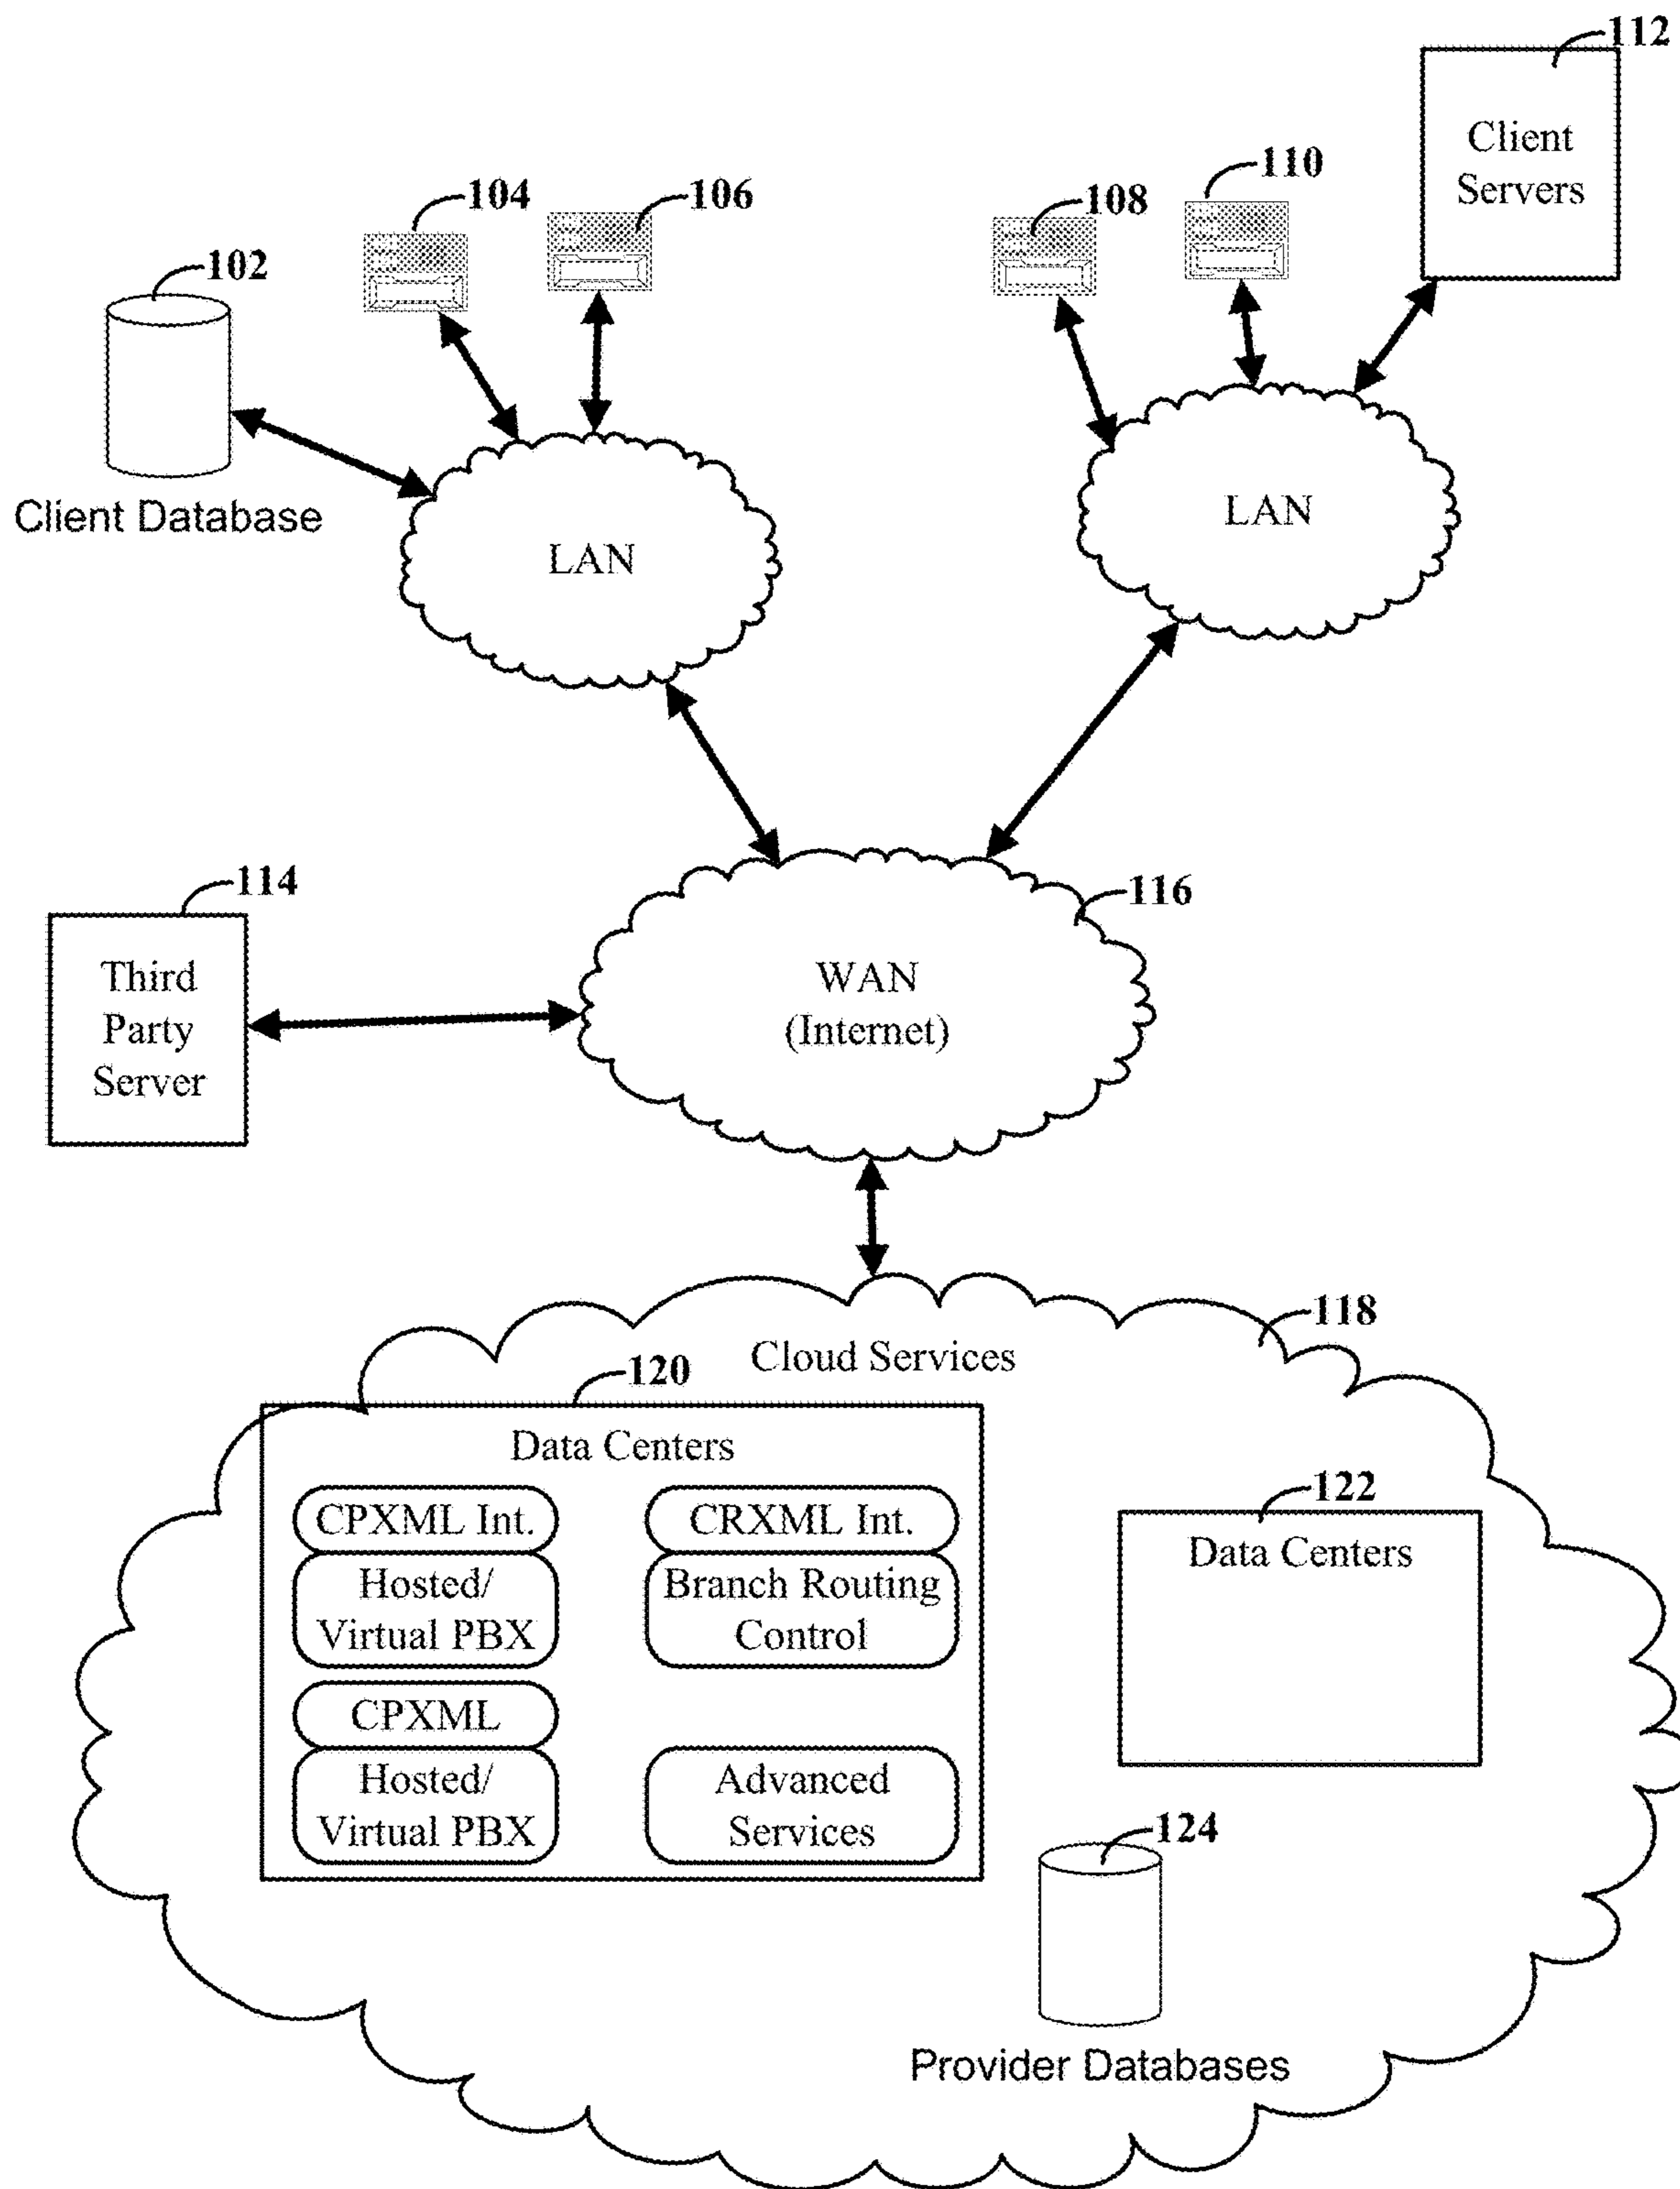 112
Client
Servers
110
104
106
108
102
Client Database
LAN
LAN
114
116
Third
Party
Server
WAN
(Internet)
118
Cloud Services
120
Data Centers
CPXML Int.
CRXML Int.
Hosted/
Virtual PBX
Branch Routing
Control
CPXML
Hosted/
Virtual PBX
Advanced
Services
122
Data Centers
124
Provider Databases